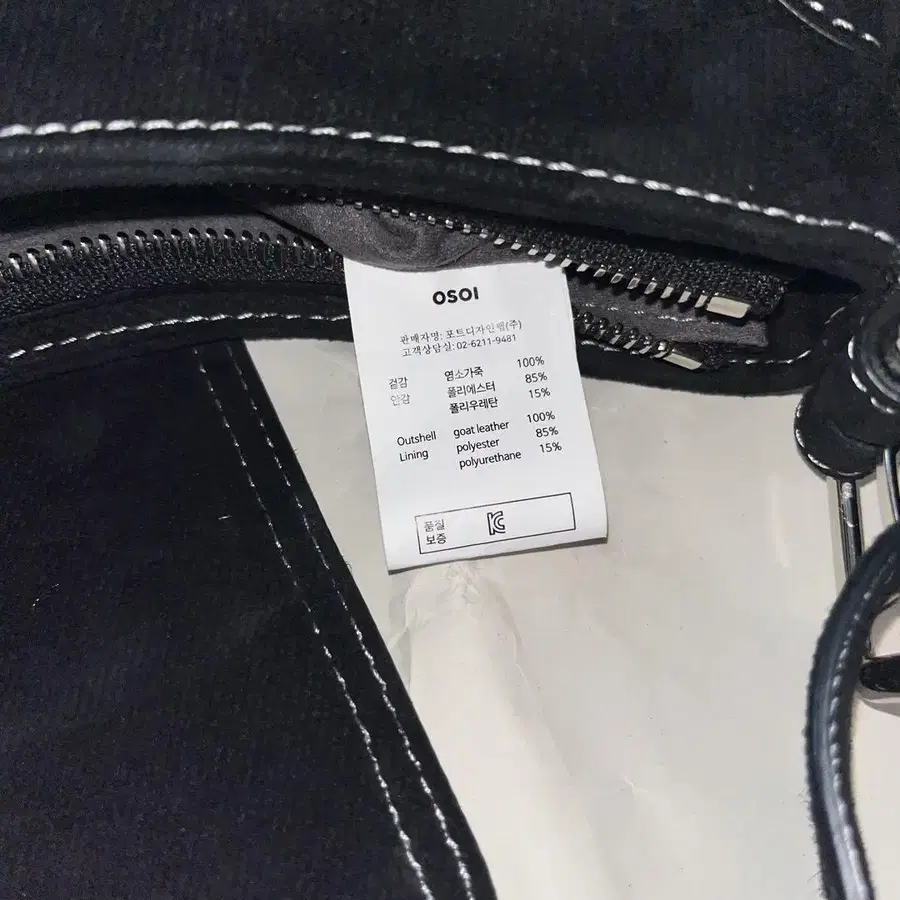 OSOI
판매자명: 포트디자인랩(주)
고객상담실: 02-6211-9481
겉감 염소가죽 100%
안감 폴리에스터 85%
폴리우레탄 15%
Outshell goat leather 100%
Lining polyester 85%
polyurethane 15%
품질
보증
KC